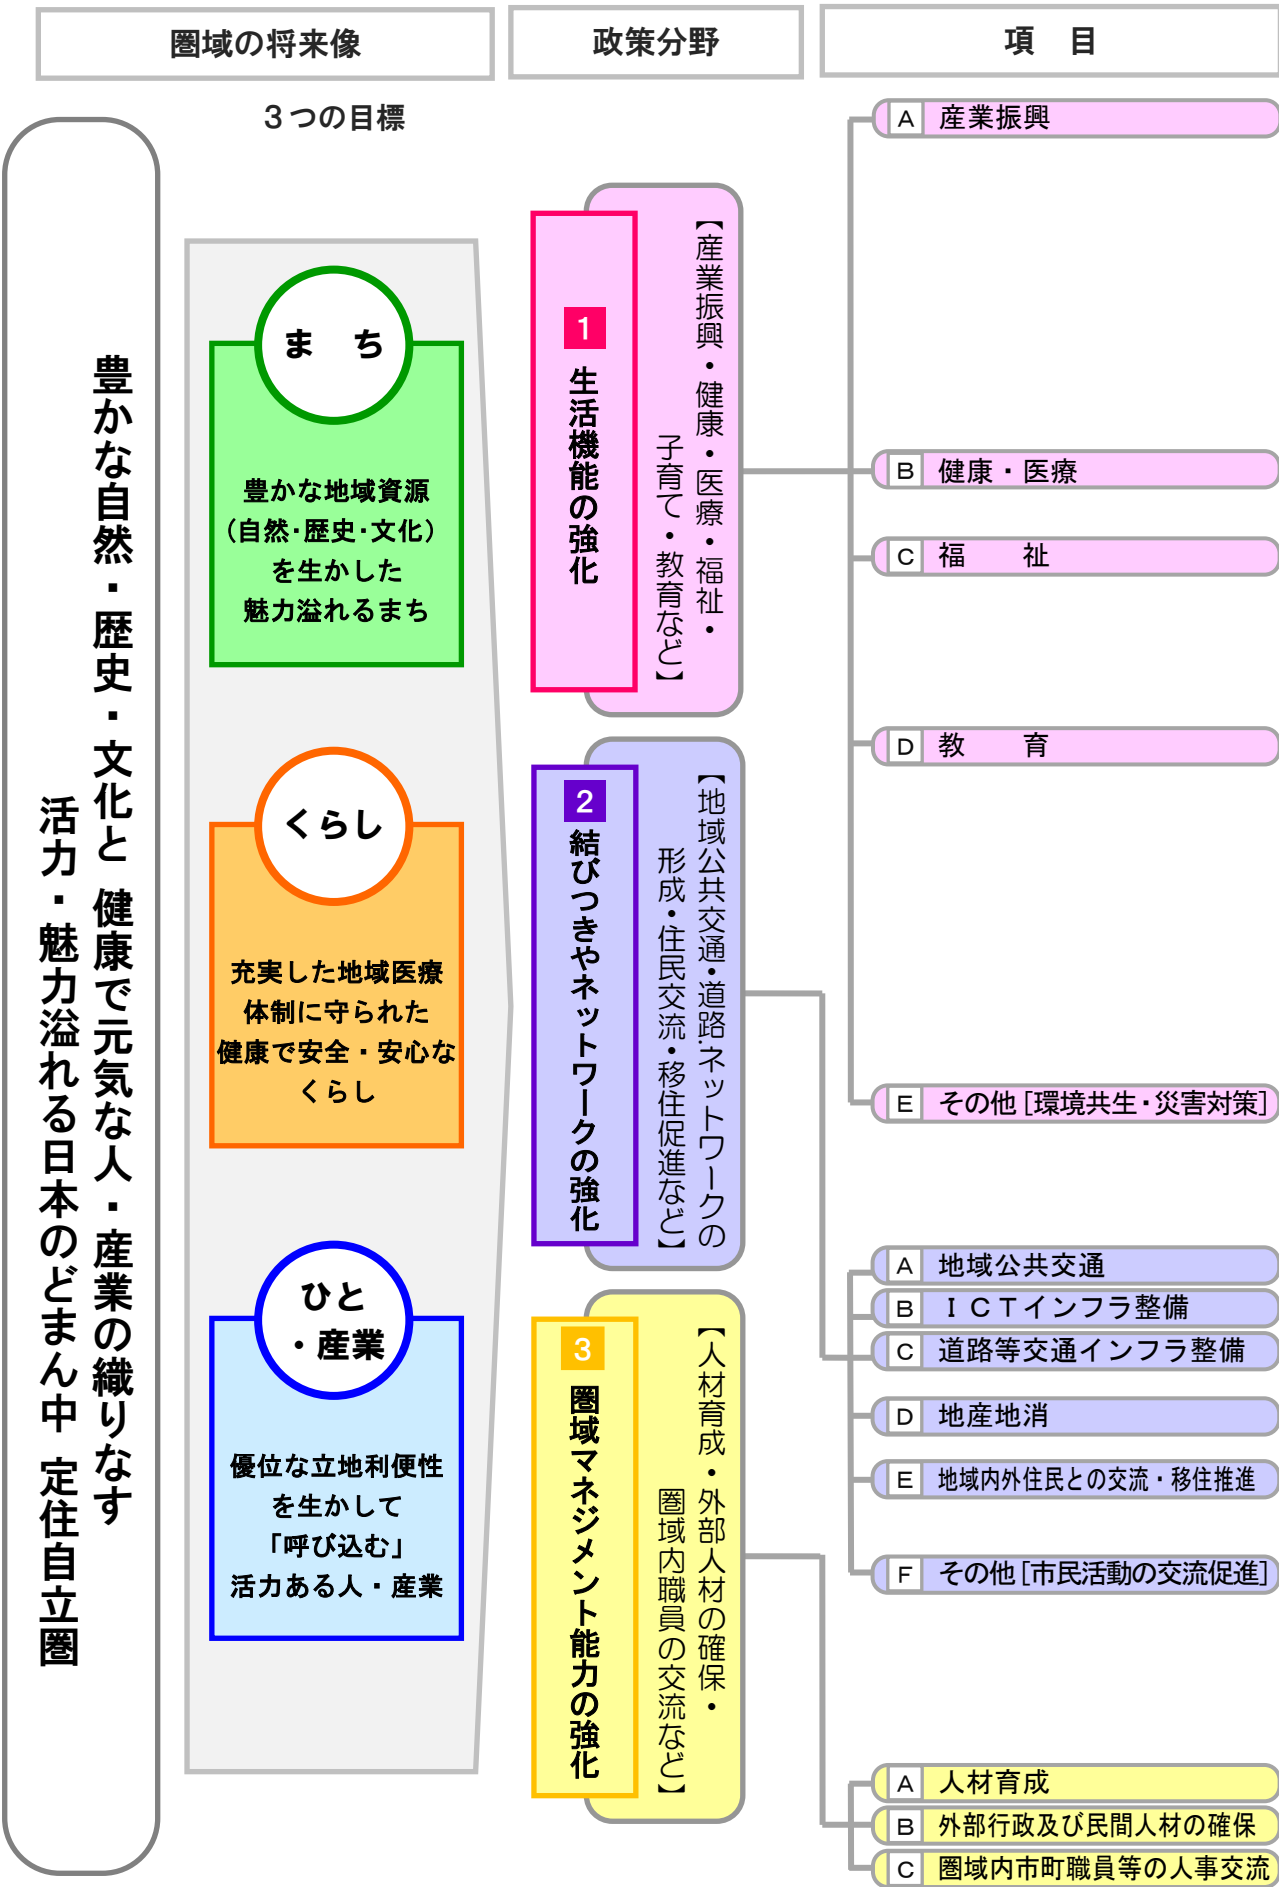 圏域の将来像
政策分野
項　目
３つの目標
豊かな自然・歴史・文化と 健康で元気な人・産業の織りなす
活力・魅力溢れる日本のどまん中 定住自立圏
ま　ち
豊かな地域資源
（自然・歴史・文化）
を生かした
魅力溢れるまち
くらし
充実した地域医療
体制に守られた
健康で安全・安心な
くらし
ひと
・産業
優位な立地利便性
を生かして
「呼び込む」
活力ある人・産業
1 生活機能の強化
【産業振興・健康・医療・福祉・
子育て・教育など】
2 結びつきやネットワークの強化
【地域公共交通・道路ネットワークの
形成・住民交流・移住促進など】
3 圏域マネジメント能力の強化
【人材育成・外部人材の確保・
圏域内職員の交流など】
A 産業振興
B 健康・医療
C 福　　祉
D 教　　育
E その他［環境共生・災害対策］
A 地域公共交通
B ＩＣＴインフラ整備
C 道路等交通インフラ整備
D 地産地消
E 地域内外住民との交流・移住推進
F その他［市民活動の交流促進］
A 人材育成
B 外部行政及び民間人材の確保
C 圏域内市町職員等の人事交流